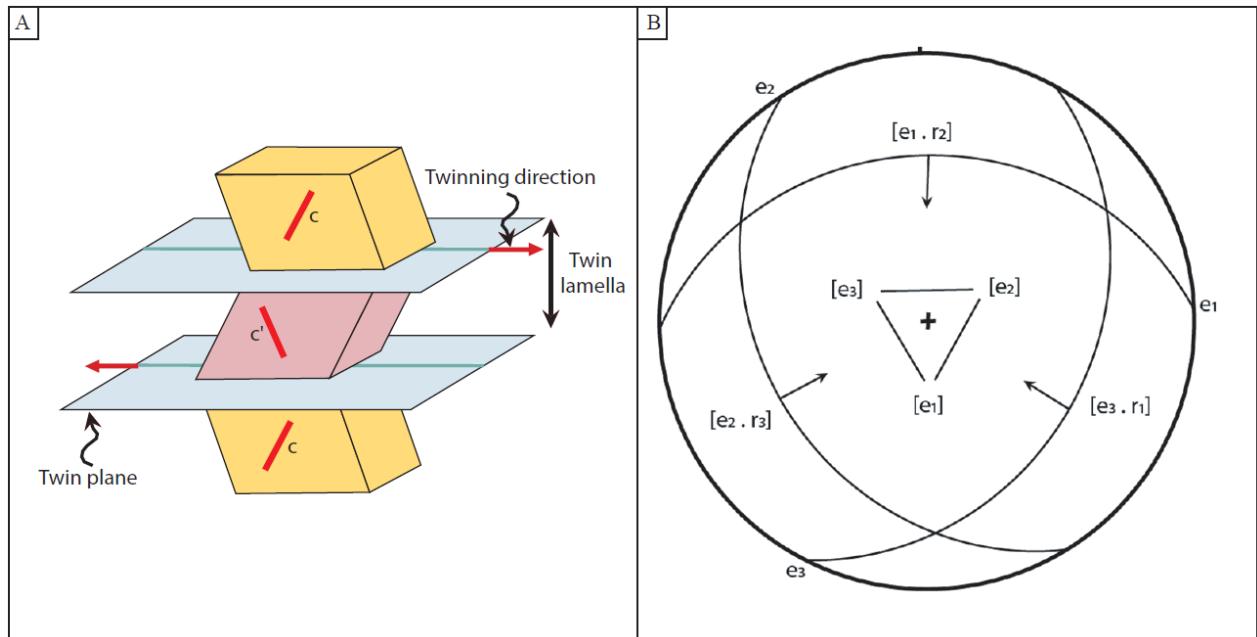 A
Twinning direction
c
Twin
lamella
c'
c
Twin plane
B
e₂
[e₁ . r₂]
[e₃]
[e₂]
e₁
+
[e₁]
[e₂ . r₃]
[e₃ . r₁]
e₃